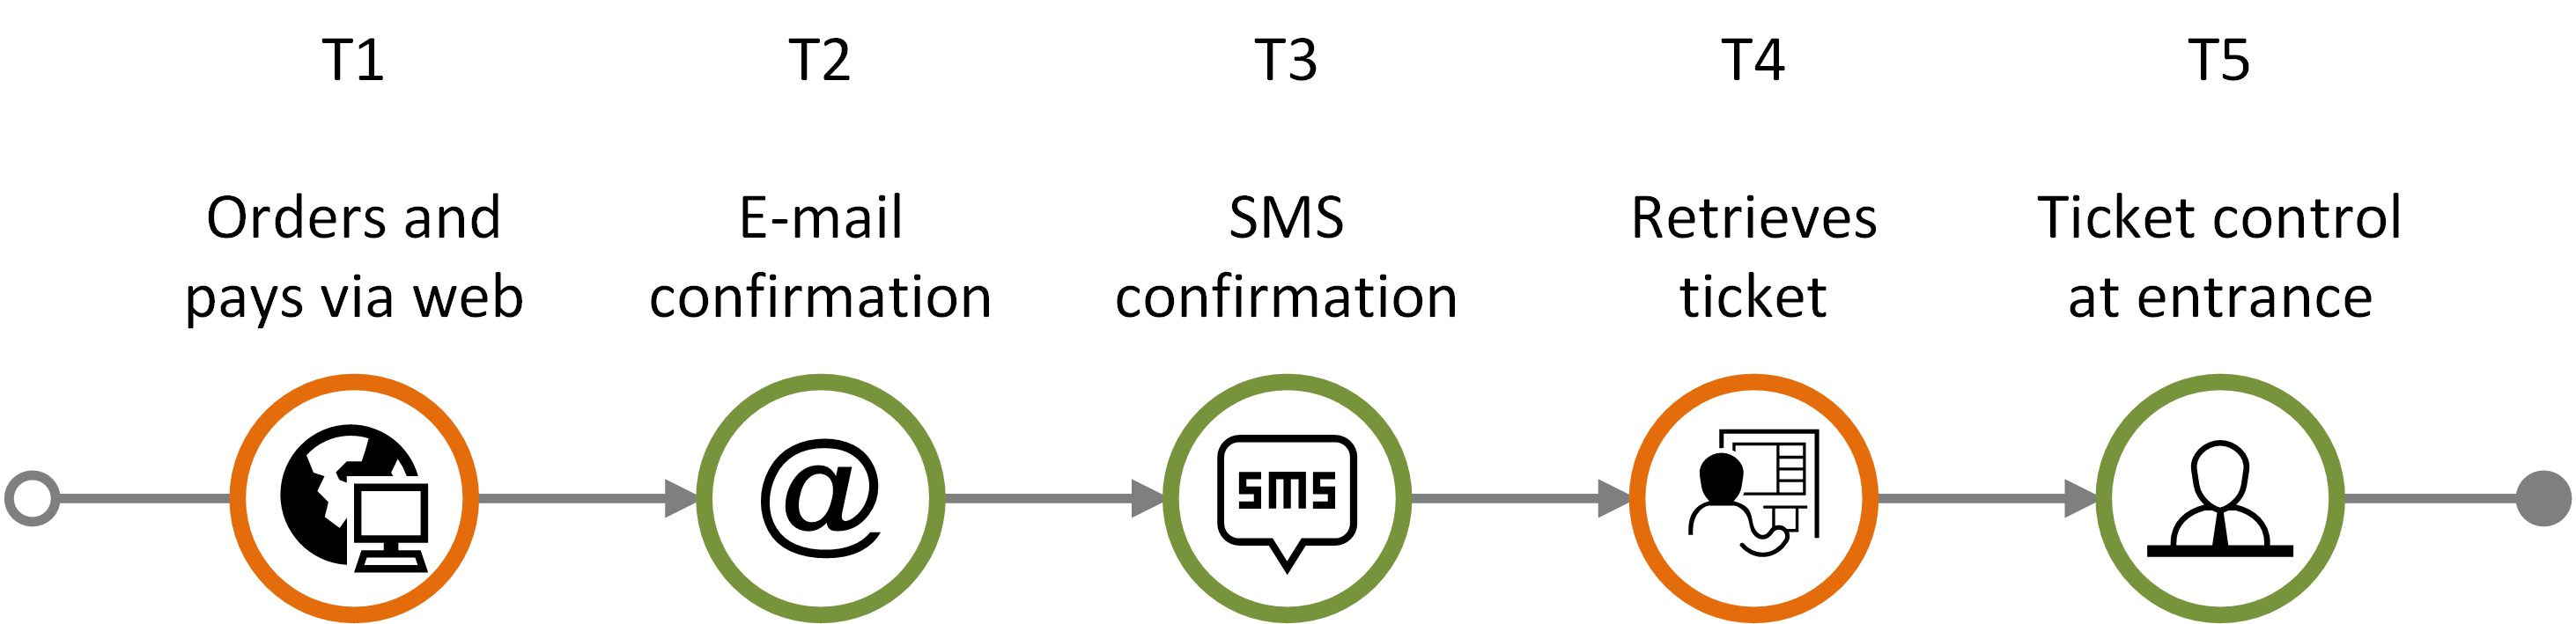 T1
T2
T3
T4
T5
Orders and
pays via web
E-mail
confirmation
SMS
confirmation
Retrieves
ticket
Ticket control
at entrance
@
SMS